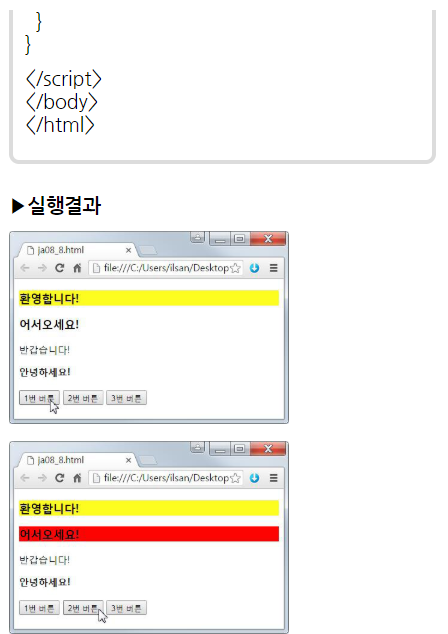 }
}
</script>
</body>
</html>
▶실행결과
ja08_8.html
file:///C:/Users/ilsan/Desktop
환영합니다!
어서오세요!
반갑습니다!
안녕하세요!
1번 버튼 2번 버튼 3번 버튼
ja08_8.html
file:///C:/Users/ilsan/Desktop
환영합니다!
어서오세요!
반갑습니다!
안녕하세요!
1번 버튼 2번 버튼 3번 버튼